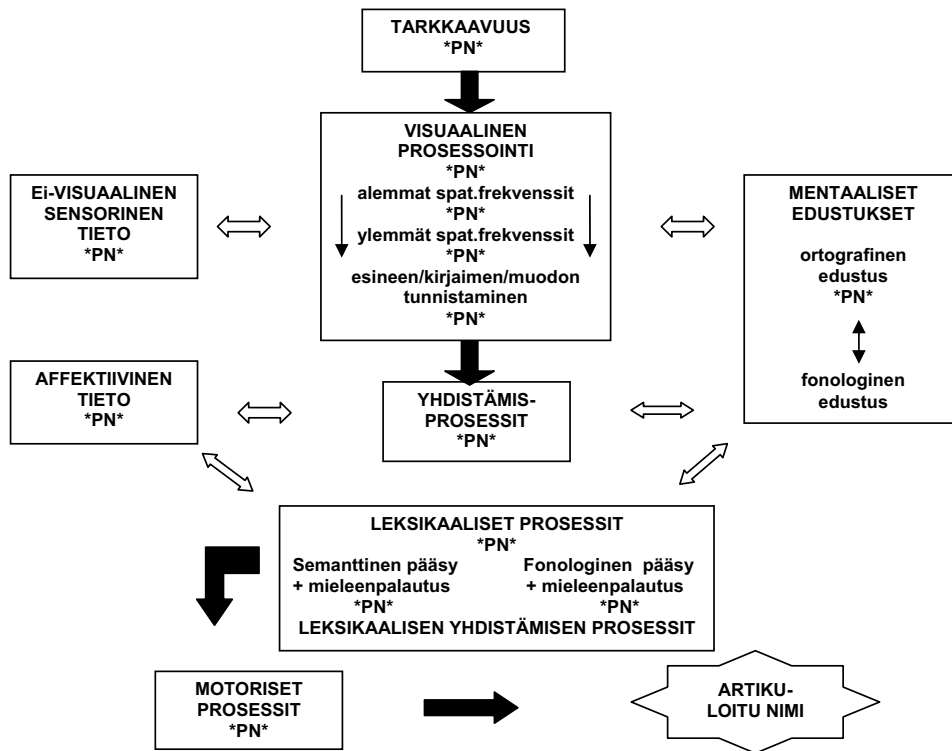 TARKKAAVUUS
*PN*
VISUAALINEN
PROSESSOINTI
*PN*
alemmat spat.frekvenssit
*PN*
ylemmät spat.frekvenssit
*PN*
esineen/kirjaimen/muodon
tunnistaminen
*PN*
Ei-VISUAALINEN
SENSORINEN
TIETO
*PN*
MENTAALISET
EDUSTUKSET
ortografinen
edustus
*PN*
fonologinen
edustus
AFFEKTIIVINEN
TIETO
*PN*
YHDISTÄMIS-
PROSESSIT
*PN*
LEKSIKAALISET PROSESSIT
*PN*
Semanttinen pääsy
+ mieleenpalautus
*PN*
Fonologinen pääsy
+ mieleenpalautus
*PN*
LEKSIKAALISEN YHDISTÄMISEN PROSESSIT
MOTORISET
PROSESSIT
*PN*
ARTIKU-
LOITU NIMI